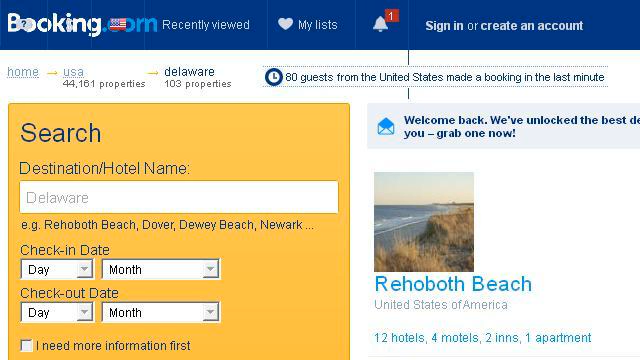 Booking.com
Recently viewed
My lists
1
Sign in or create an account
home → usa → delaware
44,161 properties
103 properties
80 guests from the United States made a booking in the last minute
Search
Destination/Hotel Name:
Delaware
e.g. Rehoboth Beach, Dover, Dewey Beach, Newark ...
Check-in Date
Day
Month
Check-out Date
Day
Month
I need more information first
Welcome back. We've unlocked the best de
you – grab one now!
Rehoboth Beach
United States of America
12 hotels, 4 motels, 2 inns, 1 apartment